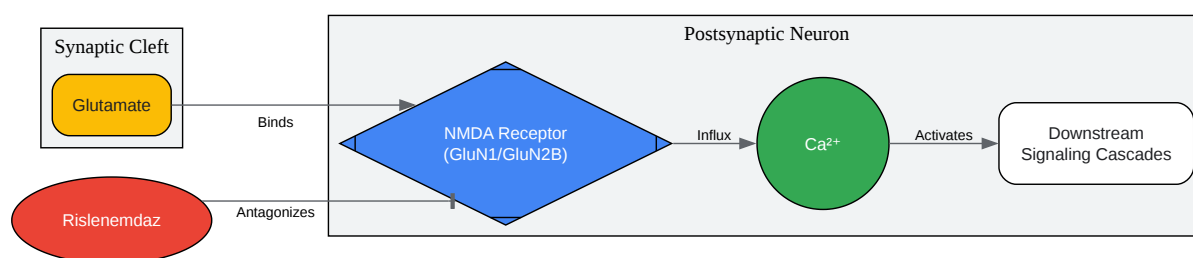 Synaptic Cleft
Glutamate
Binds
Rislenemdaz
Antagonizes
Postsynaptic Neuron
NMDA Receptor
(GluN1/GluN2B)
Influx
Ca²⁺
Activates
Downstream
Signaling Cascades